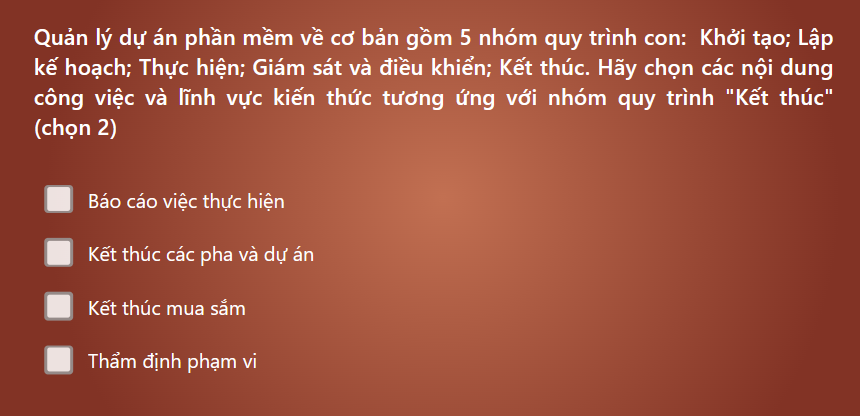 Quản lý dự án phần mềm về cơ bản gồm 5 nhóm quy trình con: Khởi tạo; Lập
kế hoạch; Thực hiện; Giám sát và điều khiển; Kết thúc. Hãy chọn các nội dung
công việc và lĩnh vực kiến thức tương ứng với nhóm quy trình "Kết thúc"
(chọn 2)
Báo cáo việc thực hiện
Kết thúc các pha và dự án
Kết thúc mua sắm
Thẩm định phạm vi